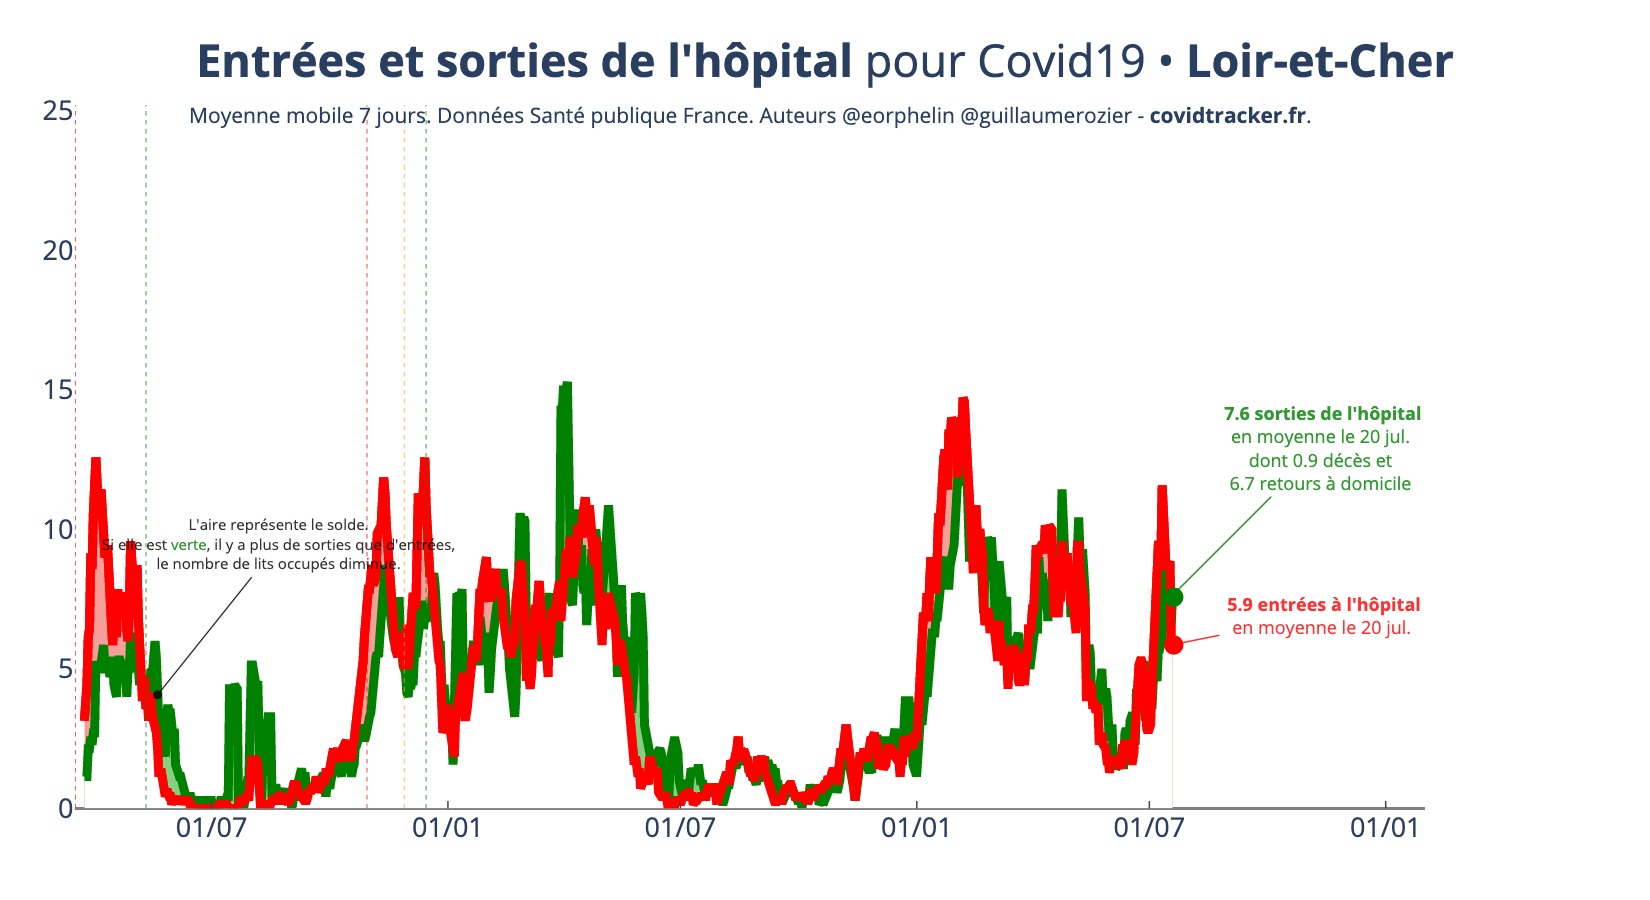 Entrées et sorties de l'hôpital pour Covid19 • Loir-et-Cher
Moyenne mobile 7 jours. Données Santé publique France. Auteurs @eorphelin @guillaumerozier - covidtracker.fr.
25
20
15
10
5
0
L'aire représente le solde.
Si elle est verte, il y a plus de sorties que d'entrées,
le nombre de lits occupés diminue.
7.6 sorties de l'hôpital
en moyenne le 20 jul.
dont 0.9 décès et
6.7 retours à domicile
5.9 entrées à l'hôpital
en moyenne le 20 jul.
01/07
01/01
01/07
01/01
01/07
01/01